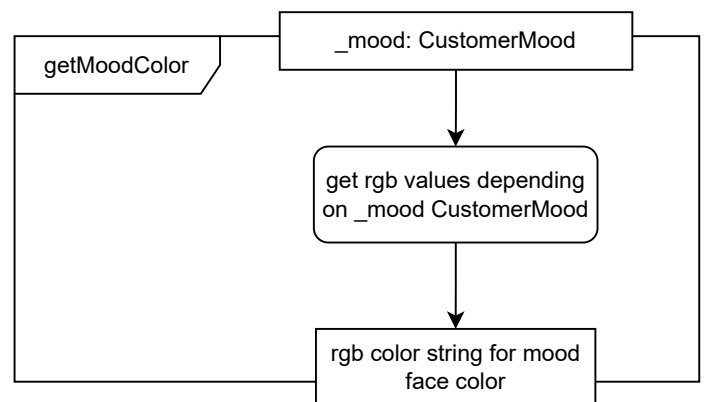 getMoodColor
_mood: CustomerMood
get rgb values depending
on _mood CustomerMood
rgb color string for mood
face color